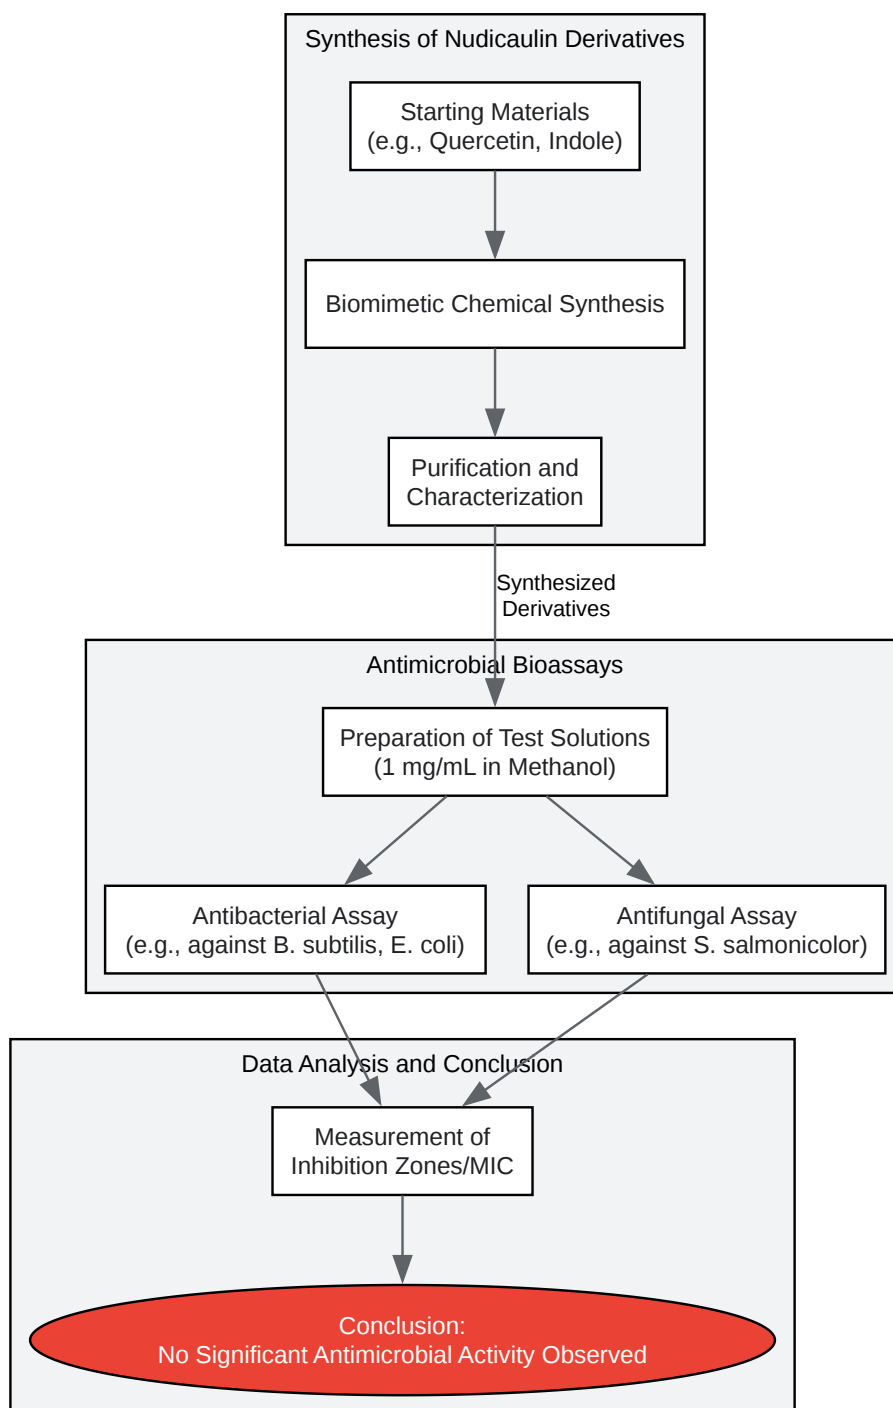 Synthesis of Nudicaulin Derivatives
Starting Materials
(e.g., Quercetin, Indole)
Biomimetic Chemical Synthesis
Purification and
Characterization
Synthesized
Derivatives
Antimicrobial Bioassays
Preparation of Test Solutions
(1 mg/mL in Methanol)
Antibacterial Assay
(e.g., against B. subtilis, E. coli)
Antifungal Assay
(e.g., against S. salmonicolor)
Data Analysis and Conclusion
Measurement of
Inhibition Zones/MIC
Conclusion:
No Significant Antimicrobial Activity Observed